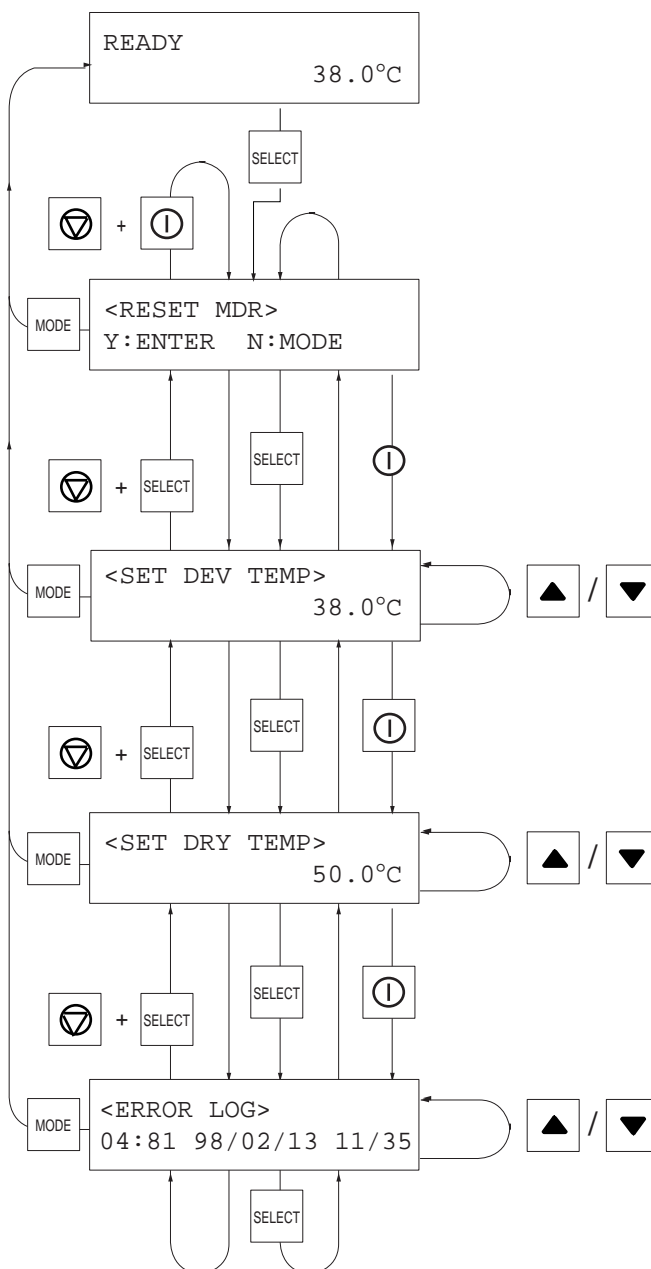 READY
38.0°C
SELECT
+
<RESET MDR>
MODE
Y:ENTER N:MODE
SELECT
+ SELECT
<SET DEV TEMP>
MODE
38.0°C
/
SELECT
+ SELECT
<SET DRY TEMP>
MODE
50.0°C
/
SELECT
+ SELECT
<ERROR LOG>
MODE
04:81 98/02/13 11/35
/
SELECT